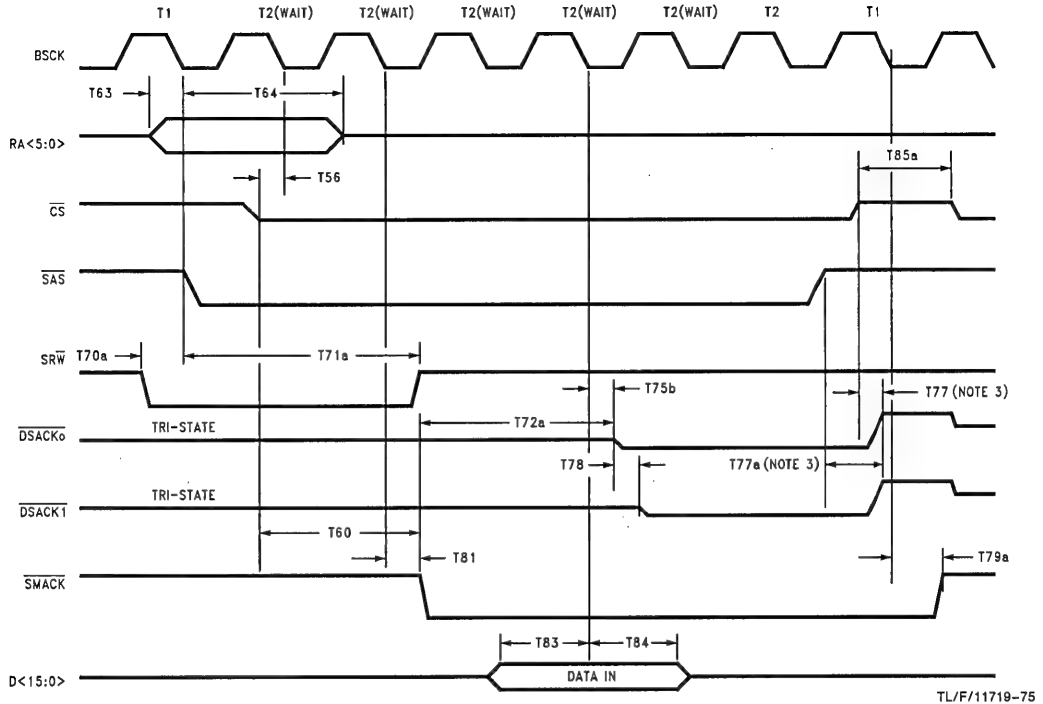 T1 T2(WAIT) T2(WAIT) T2(WAIT) T2(WAIT) T2(WAIT) T2 T1
BSCK
T63 T64
RA<5:0>
T85a
T56
CS
SAS
SRW T70a T71a
T75b T77 (NOTE 3)
DSACKo TRI-STATE T72a
T78 T77a (NOTE 3)
DSACK1 TRI-STATE
T60
T81 T79a
SMACK
T83 T84
D<15:0> DATA IN
TL/F/11719-75